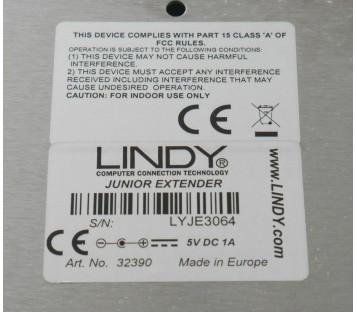 THIS DEVICE COMPLIES WITH PART 15 CLASS 'A' OF
FCC RULES.
OPERATION IS SUBJECT TO THE FOLLOWING CONDITIONS:
(1) THIS DEVICE MAY NOT CAUSE HARMFUL
INTERFERENCE.
2) THIS DEVICE MUST ACCEPT ANY INTERFERENCE
RECEIVED INCLUDING INTERFERENCE THAT MAY
CAUSE UNDESIRED OPERATION.
CAUTION: FOR INDOOR USE ONLY
CE
LINDY®
COMPUTER CONNECTION TECHNOLOGY
JUNIOR EXTENDER
S/N: LYJE3064
CE 5V DC 1A
Art. No. 32390 Made in Europe
www.LINDY.com